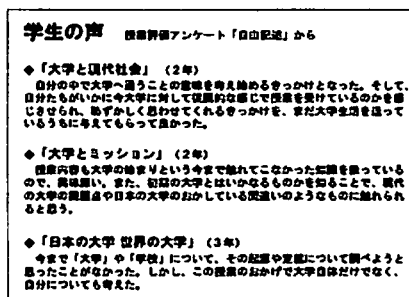 学生の声 授業評価アンケート「自由記述」から
◆「大学と現代社会」（2年）
自分の中で大学へ通うことの意味を考え始めるきっかけとなった。そして、
自分たちがいかに今大学に対して な感じで授業を受けているのかを感
じさせられ、恥ずかしく思わせてくれるきっかけを、まだ大学生活を送って
いるうちに与えてもらって良かった。
◆「大学とミッション」（2年）
授業内容も大学の始まりという今まで触れてこなかった知識を扱っている
ので、興味深い。また、初期の大学とはいかなるものかを知ることで、現代
の大学の問題点や日本の大学のおかしている間違いのようなものに触れられ
ると思う。
◆「日本の大学 世界の大学」（3年）
今まで「大学」や「学校」について、その起源や定義について調べようと
思ったことがなかった。しかし、この授業のおかげで大学自体だけでなく、
自分についても考えた。